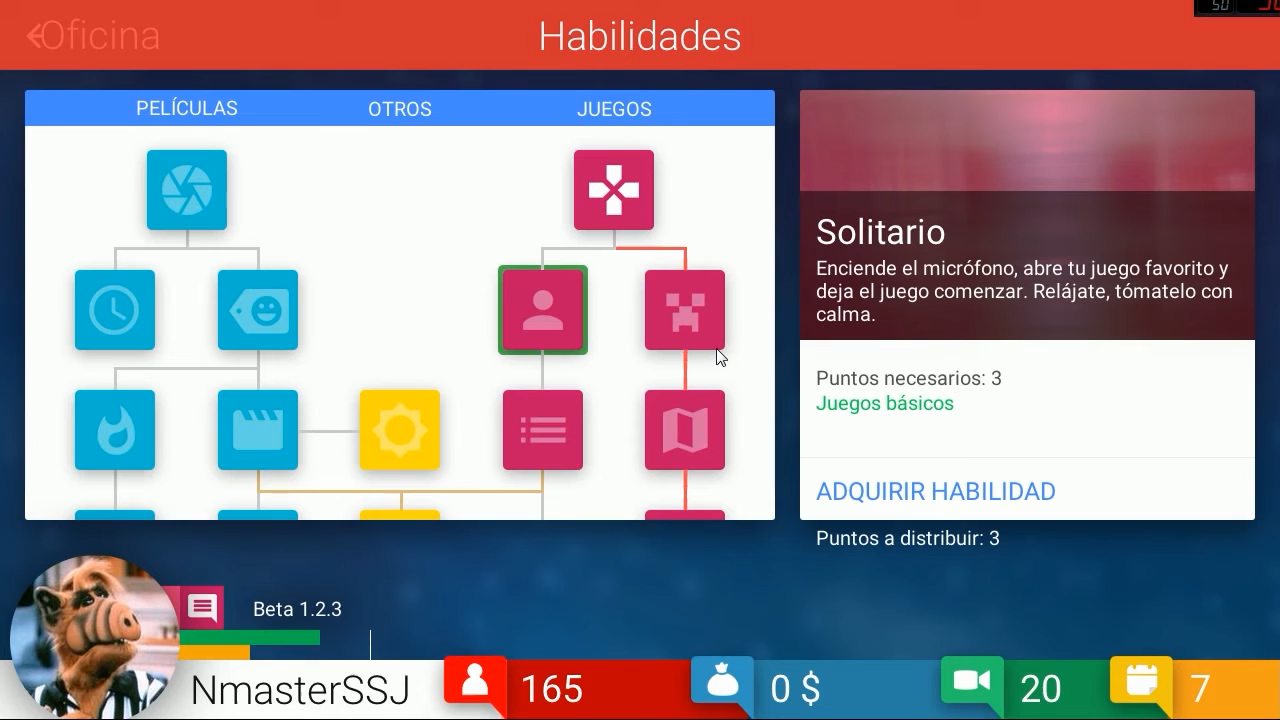 Oficina
Habilidades
50
PELÍCULAS
OTROS
JUEGOS
Solitario
Enciende el micrófono, abre tu juego favorito y
deja el juego comenzar. Relájate, tómatelo con
calma.
Puntos necesarios: 3
Juegos básicos
ADQUIRIR HABILIDAD
Puntos a distribuir: 3
Beta 1.2.3
NmasterSSJ
165
0 $
20
7